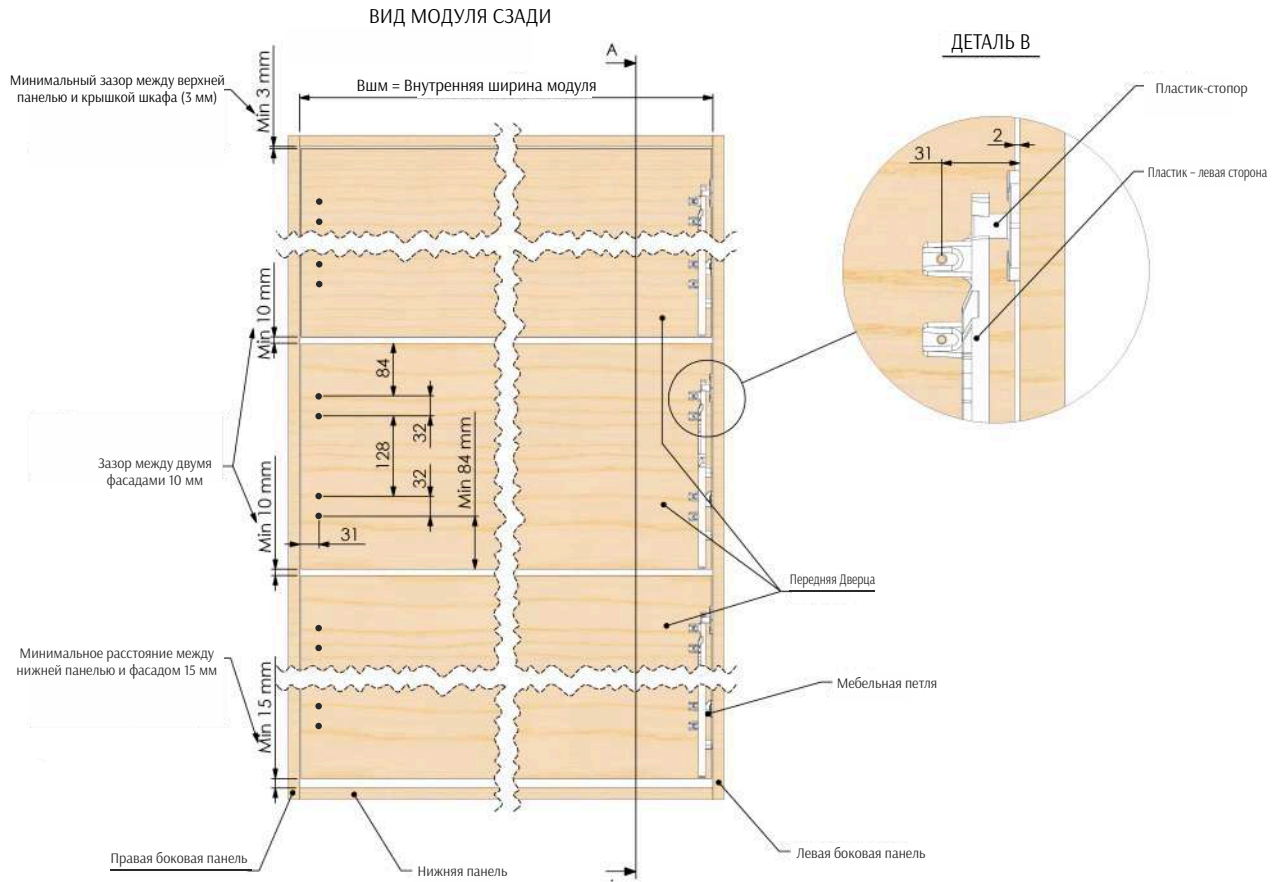 ВИД МОДУЛЯ СЗАДИ
ДЕТАЛЬ В
А
Минимальный зазор между верхней
панелью и крышкой шкафа (3 мм)
Min 3 mm
Вшм = Внутренняя ширина модуля
Пластик-стопор
2
31
Пластик – левая сторона
Min 10 mm
84
32
128
32
Min 84 mm
Зазор между двумя
фасадами 10 мм
Min 10 mm
31
Передняя Дверца
Минимальное расстояние между
нижней панелью и фасадом 15 мм
Min 15 mm
Мебельная петля
Правая боковая панель
Нижняя панель
Левая боковая панель